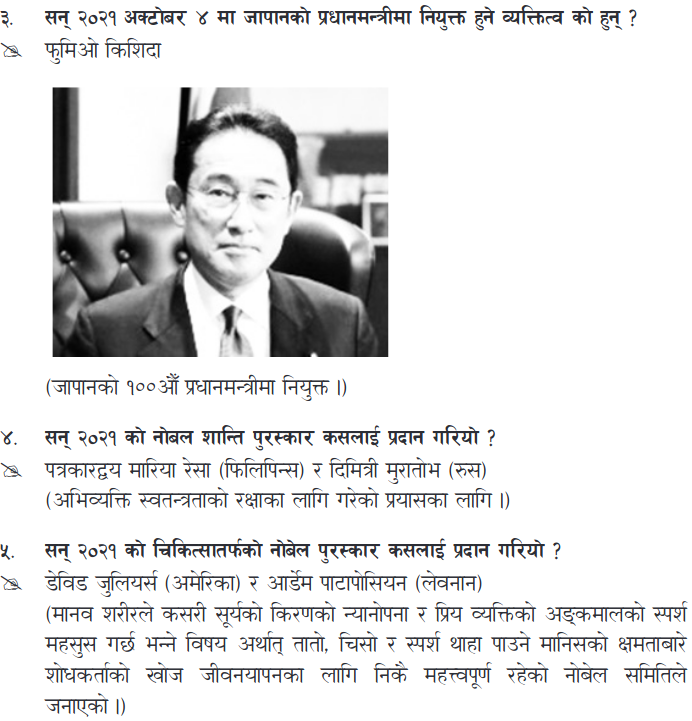 ३. सन् २०२१ अक्टोबर ४ मा जापानको प्रधानमन्त्रीमा नियुक्त हुने व्यक्तित्व को हुन् ?
फुमिओ किशिदा
(जापानको १००औँ प्रधानमन्त्रीमा नियुक्त ।)
४. सन् २०२१ को नोबल शान्ति पुरस्कार कसलाई प्रदान गरियो ?
पत्रकारद्वय मारिया रेसा (फिलिपिन्स) र दिमित्री मुरातोभ (रुस)
(अभिव्यक्ति स्वतन्त्रताको रक्षाका लागि गरेको प्रयासका लागि ।)
५. सन् २०२१ को चिकित्सातर्फको नोबेल पुरस्कार कसलाई प्रदान गरियो ?
डेविड जुलियर्स (अमेरिका) र आर्डेम पाटापोसियन (लेवनान)
(मानव शरीरले कसरी सूर्यको किरणको न्यानोपना र प्रिय व्यक्तिको अङ्कमालको स्पर्श
महसुस गर्छ भन्ने विषय अर्थात् तातो, चिसो र स्पर्श थाहा पाउने मानिसको क्षमताबारे
शोधकर्ताको खोज जीवनयापनका लागि निकै महत्त्वपूर्ण रहेको नोबेल समितिले
जनाएको ।)